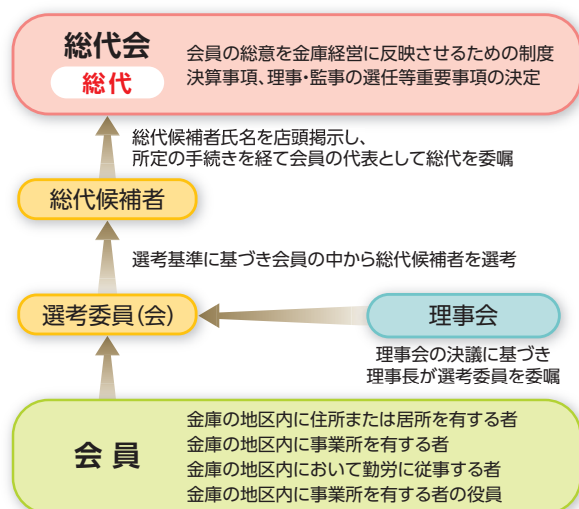 総代会
総代
会員の総意を金庫経営に反映させるための制度
決算事項、理事・監事の選任等重要事項の決定
総代候補者氏名を店頭掲示し、
所定の手続きを経て会員の代表として総代を委嘱
総代候補者
選考基準に基づき会員の中から総代候補者を選考
選考委員(会)
理事会
理事会の決議に基づき
理事長が選考委員を委嘱
会員
金庫の地区内に住所または居所を有する者
金庫の地区内に事業所を有する者
金庫の地区内において勤労に従事する者
金庫の地区内に事業所を有する者の役員